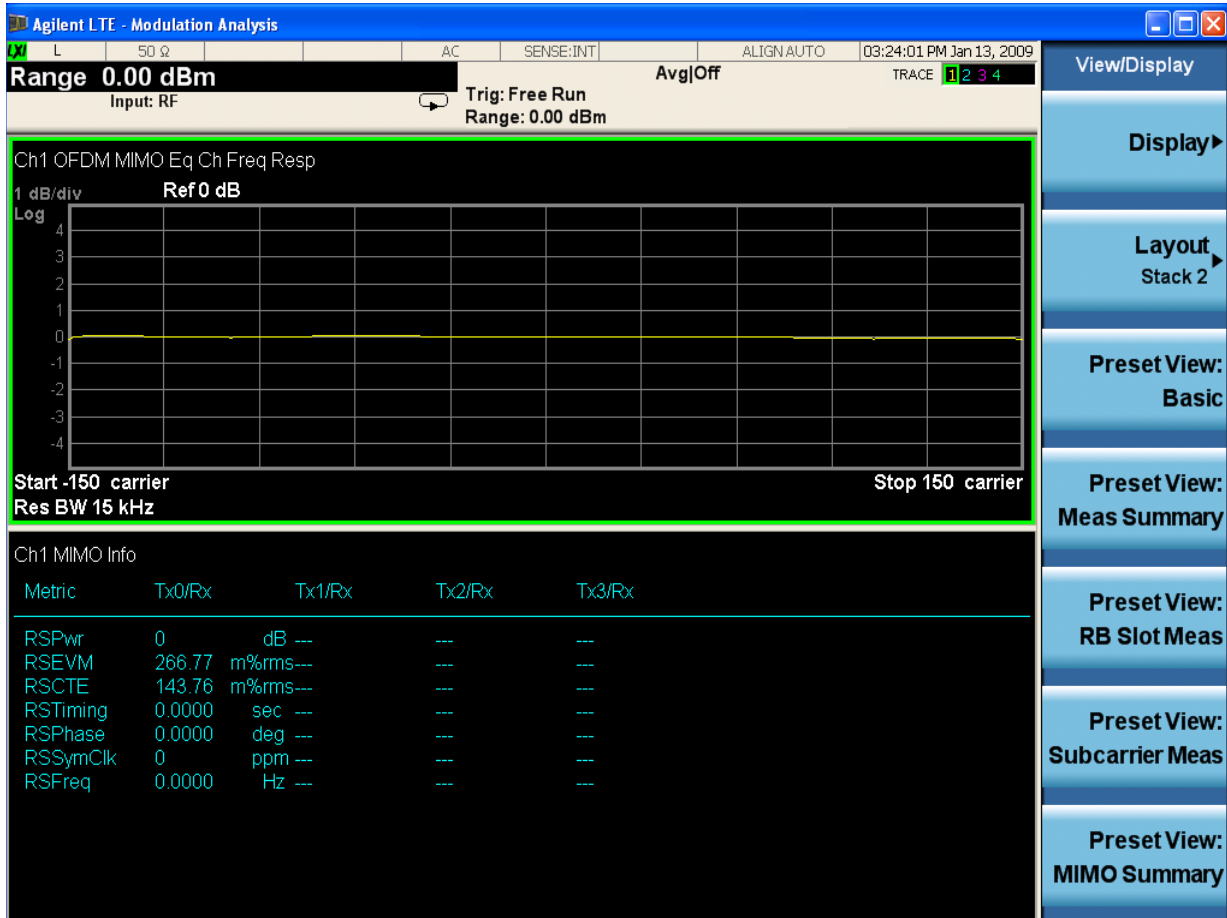 Agilent LTE - Modulation Analysis
LXI L 50 Ω AC SENSE:INT ALIGN AUTO 03:24:01 PM Jan 13, 2009
Range 0.00 dBm
Input: RF
Trig: Free Run
Range: 0.00 dBm
Avg|Off
TRACE 1 2 3 4
Ch1 OFDM MIMO Eq Ch Freq Resp
1 dB/div Ref 0 dB
Log
4
3
2
1
0
-1
-2
-3
-4
Start -150 carrier Stop 150 carrier
Res BW 15 kHz
Ch1 MIMO Info
Metric Tx0/Rx Tx1/Rx Tx2/Rx Tx3/Rx
RSPwr 0 dB --- --- ---
RSEVM 266.77 m%rms--- --- ---
RSCTE 143.76 m%rms--- --- ---
RSTiming 0.0000 sec --- --- ---
RSPhase 0.0000 deg --- --- ---
RSSymClk 0 ppm --- --- ---
RSFreq 0.0000 Hz --- --- ---
View/Display
Display
Layout
Stack 2
Preset View:
Basic
Preset View:
Meas Summary
Preset View:
RB Slot Meas
Preset View:
Subcarrier Meas
Preset View:
MIMO Summary